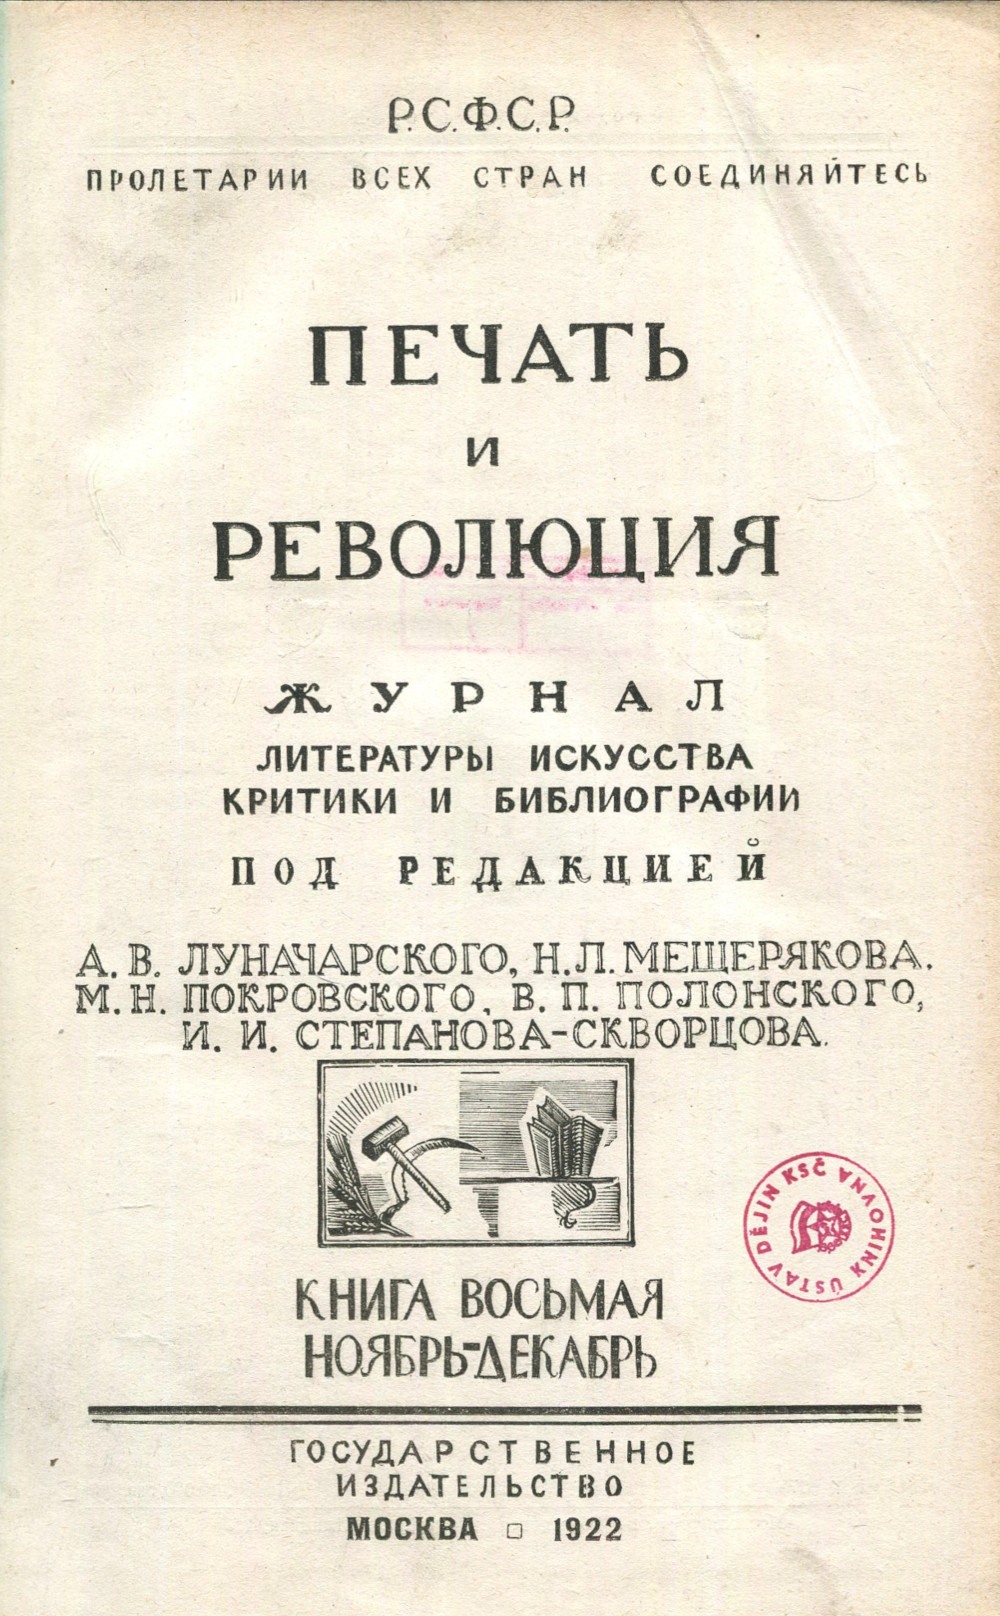 Р.С.Ф.С.Р.
ПРОЛЕТАРИИ ВСЕХ СТРАН СОЕДИНЯЙТЕСЬ
ПЕЧАТЬ
И
РЕВОЛЮЦИЯ
ЖУРНАЛ
ЛИТЕРАТУРЫ ИСКУССТВА
КРИТИКИ И БИБЛИОГРАФИИ
ПОД РЕДАКЦИЕЙ
А. В. ЛУНАЧАРСКОГО, Н. Л. МЕЩЕРЯКОВА.
М. Н. ПОКРОВСКОГО, В. П. ПОЛОНСКОГО,
И. И. СТЕПАНОВА-СКВОРЦОВА.
ÚSTAV DĚJIN KSČ KNIHOVNA
КНИГА ВОСЬМАЯ
НОЯБРЬ-ДЕКАБРЬ
ГОСУДАРСТВЕННОЕ
ИЗДАТЕЛЬСТВО
МОСКВА □ 1922